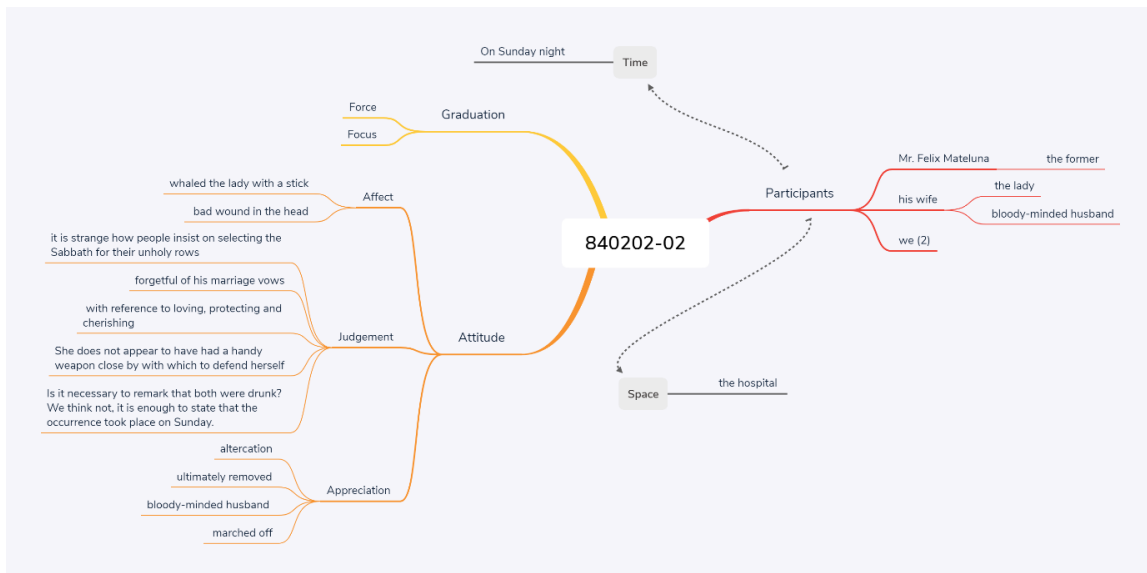 On Sunday night
Time
Force
Graduation
Focus
whaled the lady with a stick
Affect
bad wound in the head
it is strange how people insist on selecting the
Sabbath for their unholy rows
forgetful of his marriage vows
with reference to loving, protecting and
cherishing
Judgement
She does not appear to have had a handy
weapon close by with which to defend herself
Is it necessary to remark that both were drunk?
We think not, it is enough to state that the
occurrence took place on Sunday.
Attitude
altercation
ultimately removed
Appreciation
bloody-minded husband
marched off
840202-02
Participants
Mr. Felix Mateluna
the former
his wife
the lady
bloody-minded husband
we (2)
Space
the hospital